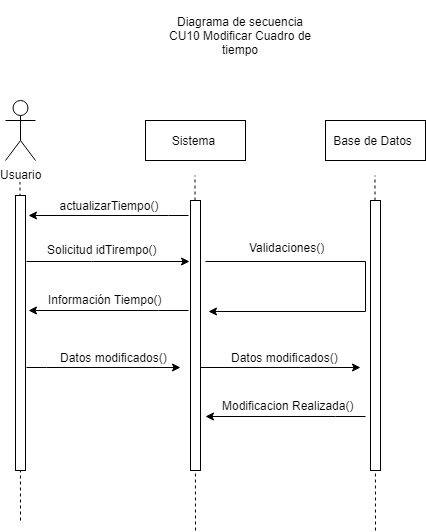 Diagrama de secuencia
CU10 Modificar Cuadro de
tiempo
Usuario
Sistema
Base de Datos
actualizarTiempo()
Solicitud idTirempo()
Validaciones()
Información Tiempo()
Datos modificados()
Datos modificados()
Modificacion Realizada()